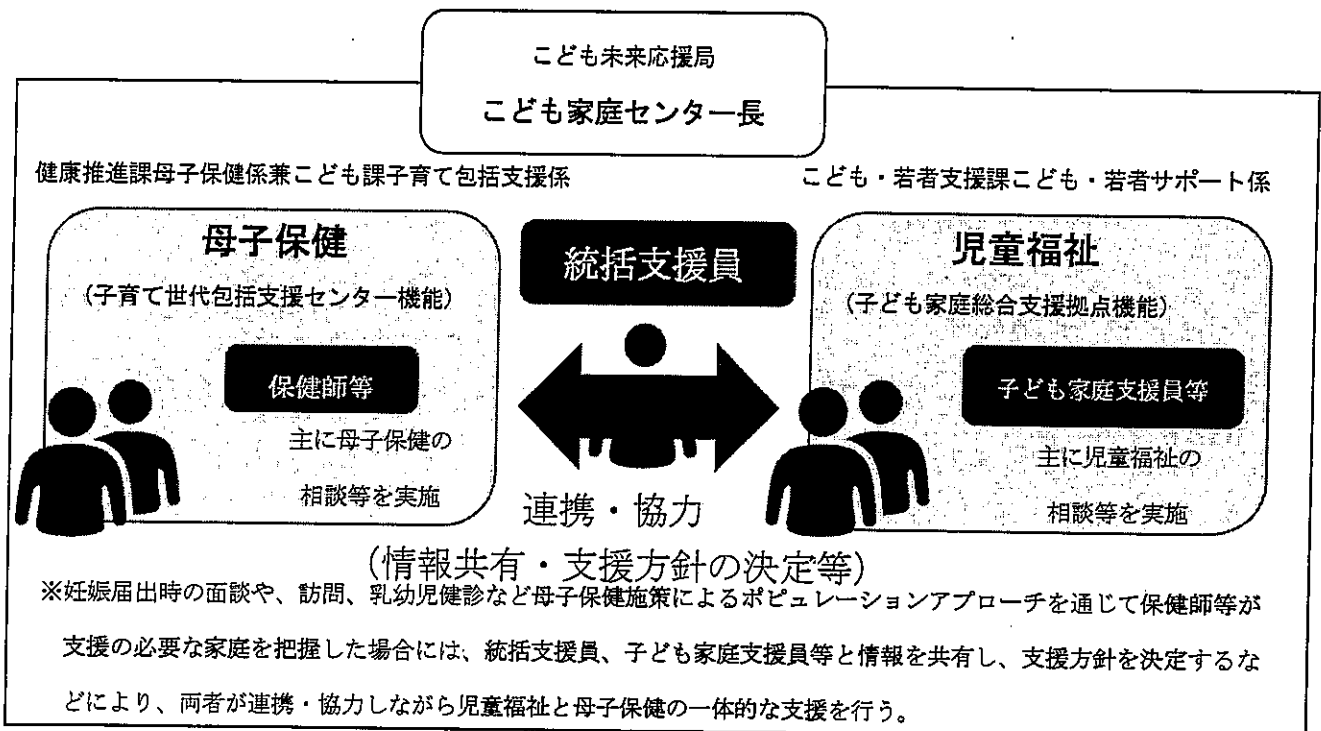 こども未来応援局
こども家庭センター長
健康推進課母子保健係兼こども課子育て包括支援係
こども・若者支援課こども・若者サポート係
母子保健
(子育て世代包括支援センター機能)
保健師等
主に母子保健の
相談等を実施
統括支援員
連携・協力
(情報共有・支援方針の決定等)
児童福祉
(子ども家庭総合支援拠点機能)
子ども家庭支援員等
主に児童福祉の
相談等を実施
※妊娠届出時の面談や、訪問、乳幼児健診など母子保健施策によるポピュレーションアプローチを通じて保健師等が
支援の必要な家庭を把握した場合には、統括支援員、子ども家庭支援員等と情報を共有し、支援方針を決定するな
どにより、両者が連携・協力しながら児童福祉と母子保健の一体的な支援を行う。